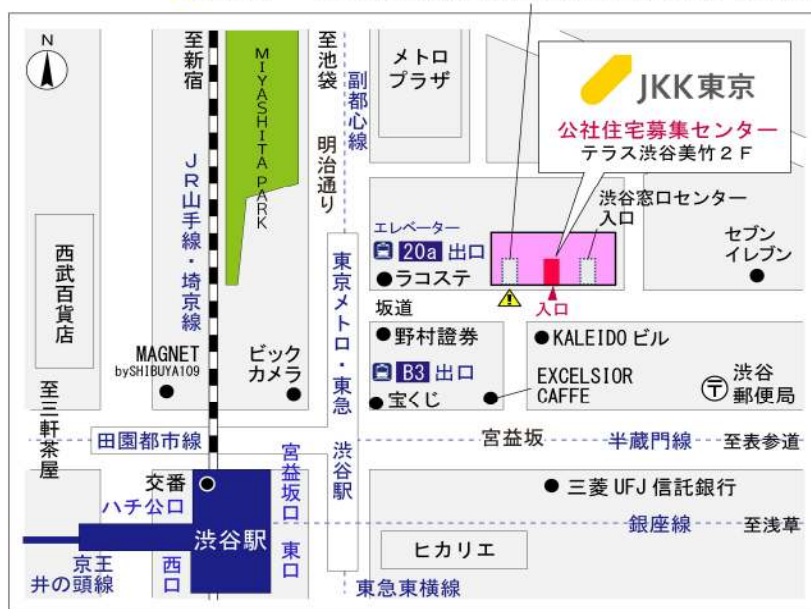 N
至新宿
MIYASHITA PARK
至池袋
明治通り
副都心線
メトロ
プラザ
JKK東京
公社住宅募集センター
テラス渋谷美竹２Ｆ
JR山手線・埼京線
エレベーター
20a 出口
ラコステ
渋谷窓口センター
入口
セブン
イレブン
西武百貨店
東京メトロ・東急
渋谷駅
坂道
入口
野村證券
KALEIDO ビル
MAGNET
bySHIBUYA109
ビック
カメラ
B3 出口
宝くじ
EXCELSIOR
CAFFE
〒
渋谷
郵便局
至三軒茶屋
田園都市線
宮益坂
半蔵門線
至表参道
交番
ハチ公口
宮益坂口
三菱 UFJ 信託銀行
渋谷駅
西口
東口
銀座線
至浅草
ヒカリエ
京王
井の頭線
東急東横線